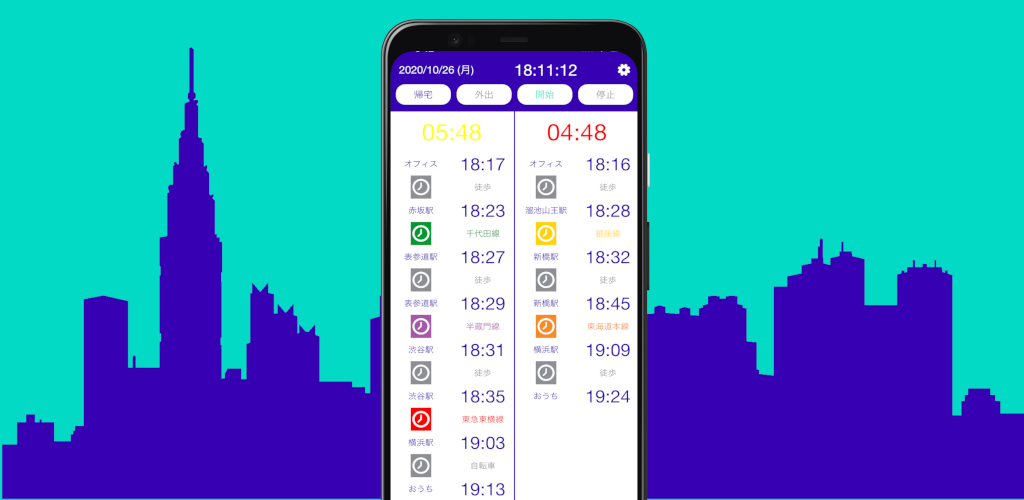 2020/10/26 (月) 18:11:12
帰宅 外出 開始 停止
05:48
オフィス 18:17
徒歩
赤坂駅 18:23
千代田線
表参道駅 18:27
徒歩
表参道駅 18:29
半蔵門線
渋谷駅 18:31
徒歩
渋谷駅 18:35
東急東横線
横浜駅 19:03
自転車
おうち 19:13
04:48
オフィス 18:16
徒歩
溜池山王駅 18:28
銀座線
新橋駅 18:32
徒歩
新橋駅 18:45
東海道本線
横浜駅 19:09
徒歩
おうち 19:24